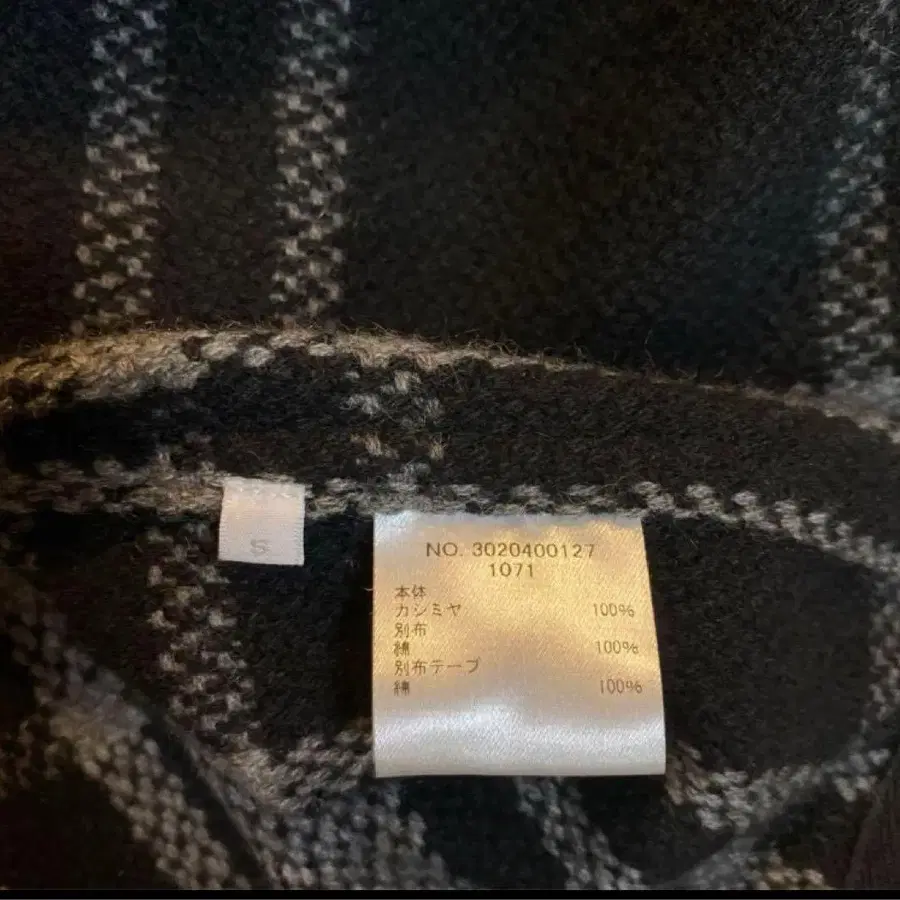 S
NO. 3020400127
1071
本体
カシミヤ 100%
別布
綿 100%
別布テープ
綿 100%